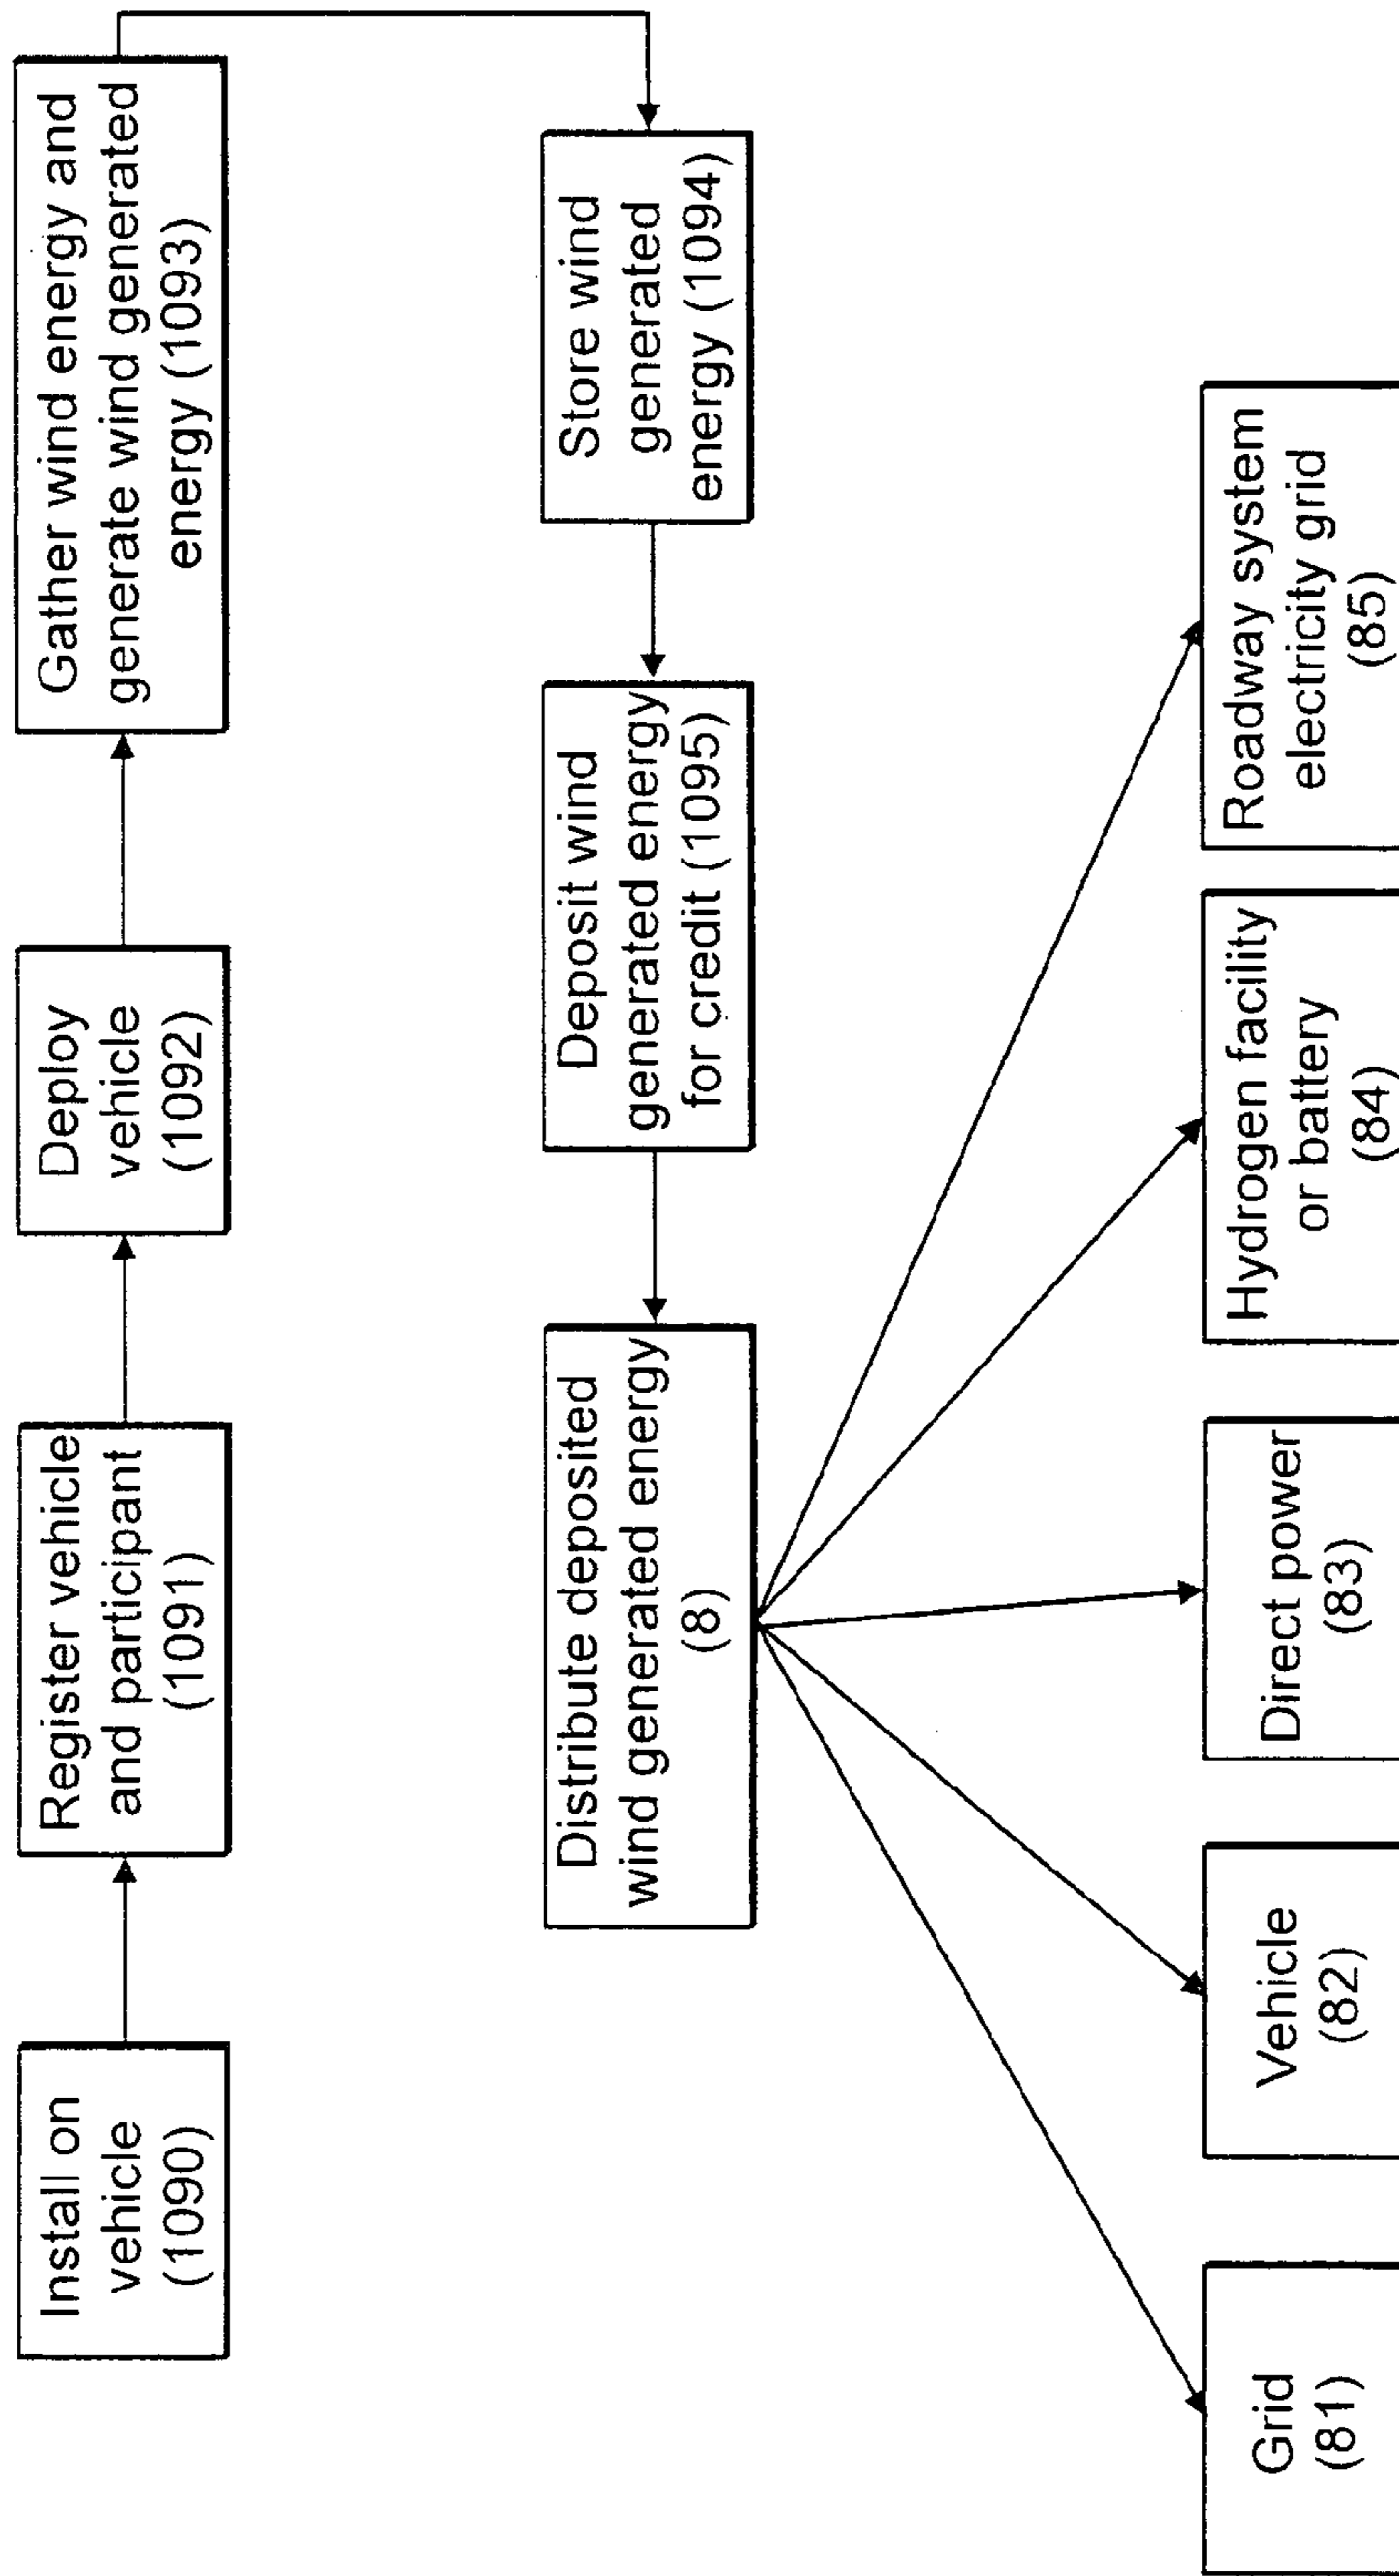 Install on
vehicle
(1090)
Register vehicle
and participant
(1091)
Deploy
vehicle
(1092)
Gather wind energy and
generate wind generated
energy (1093)
Store wind
generated
energy (1094)
Deposit wind
generated energy
for credit (1095)
Distribute deposited
wind generated energy
(8)
Grid
(81)
Vehicle
(82)
Direct power
(83)
Hydrogen facility
or battery
(84)
Roadway system
electricity grid
(85)